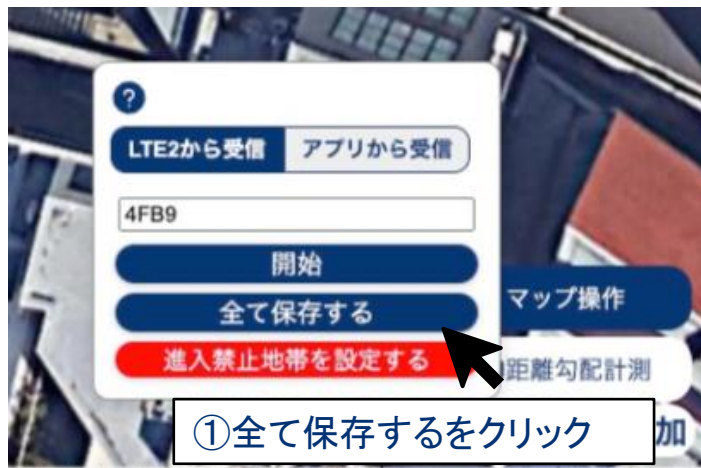 ?
LTE2から受信 アプリから受信
4FB9
開始
全て保存する
マップ操作
進入禁止地帯を設定する
距離勾配計測
①全て保存するをクリック
加